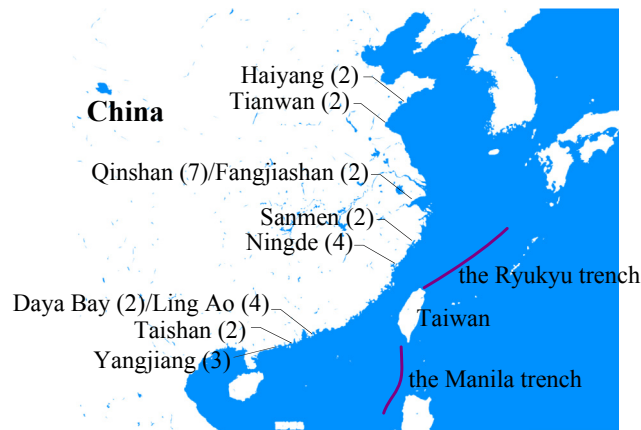 Haiyang (2)
Tianwan (2)
China
Qinshan (7)/Fangjiashan (2)
Sanmen (2)
Ningde (4)
the Ryukyu trench
Daya Bay (2)/Ling Ao (4)
Taiwan
Taishan (2)
Yangjiang (3)
the Manila trench